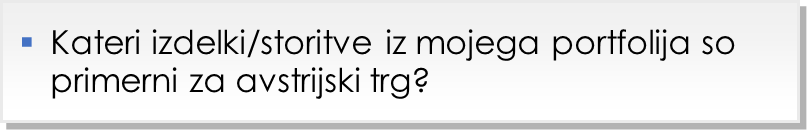 ▪ Kateri izdelki/storitve iz mojega portfolija so
primerni za avstrijski trg?